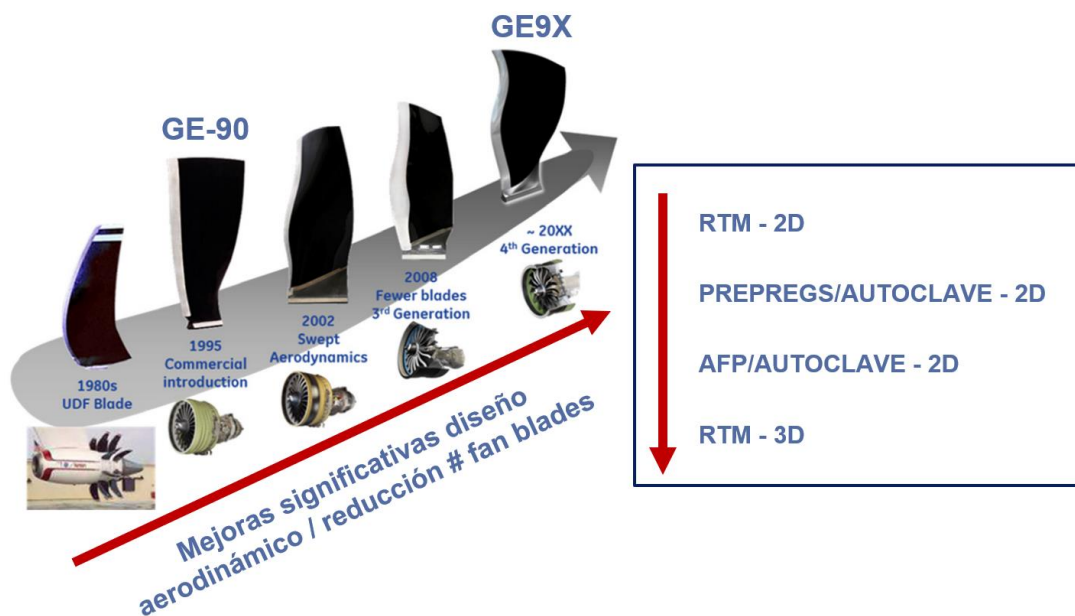 GE9X
GE-90
~ 20XX
4th Generation
2008
Fewer blades
3rd Generation
2002
Swept
Aerodynamics
1995
Commercial
introduction
1980s
UDF Blade
Mejoras significativas diseño
aerodinámico / reducción # fan blades
RTM - 2D
PREPREGS/AUTOCLAVE - 2D
AFP/AUTOCLAVE - 2D
RTM - 3D